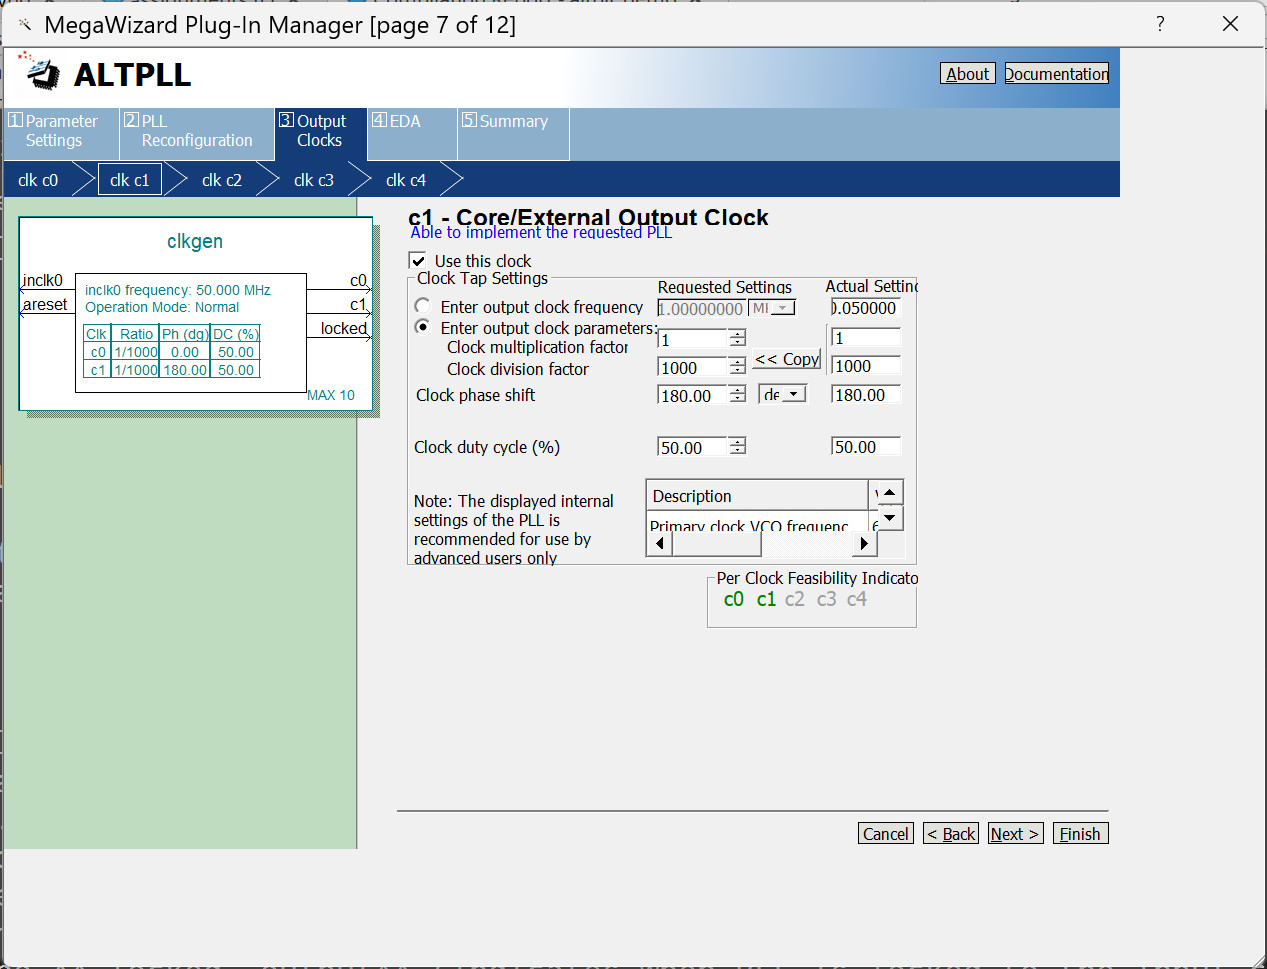 MegaWizard Plug-In Manager [page 7 of 12]
?
ALTPLL
About
Documentation
1 Parameter Settings
2 PLL Reconfiguration
3 Output Clocks
4 EDA
5 Summary
clk c0
clk c1
clk c2
clk c3
clk c4
clkgen
inclk0
areset
c0
c1
locked
inclk0 frequency: 50.000 MHz
Operation Mode: Normal
Clk Ratio Ph (dg) DC (%)
c0 1/1000 0.00 50.00
c1 1/1000 180.00 50.00
MAX 10
c1 - Core/External Output Clock
Able to implement the requested PLL
Use this clock
Clock Tap Settings
Requested Settings
Actual Settin
Enter output clock frequency
1.00000000
0.050000
Enter output clock parameters:
Clock multiplication factor
1
1
Clock division factor
1000
<< Copy
1000
Clock phase shift
180.00
de
180.00
Clock duty cycle (%)
50.00
50.00
Note: The displayed internal
settings of the PLL is
recommended for use by
advanced users only
Description
Primary clock VCO frequenc
Per Clock Feasibility Indicato
c0 c1 c2 c3 c4
Cancel
< Back
Next >
Finish